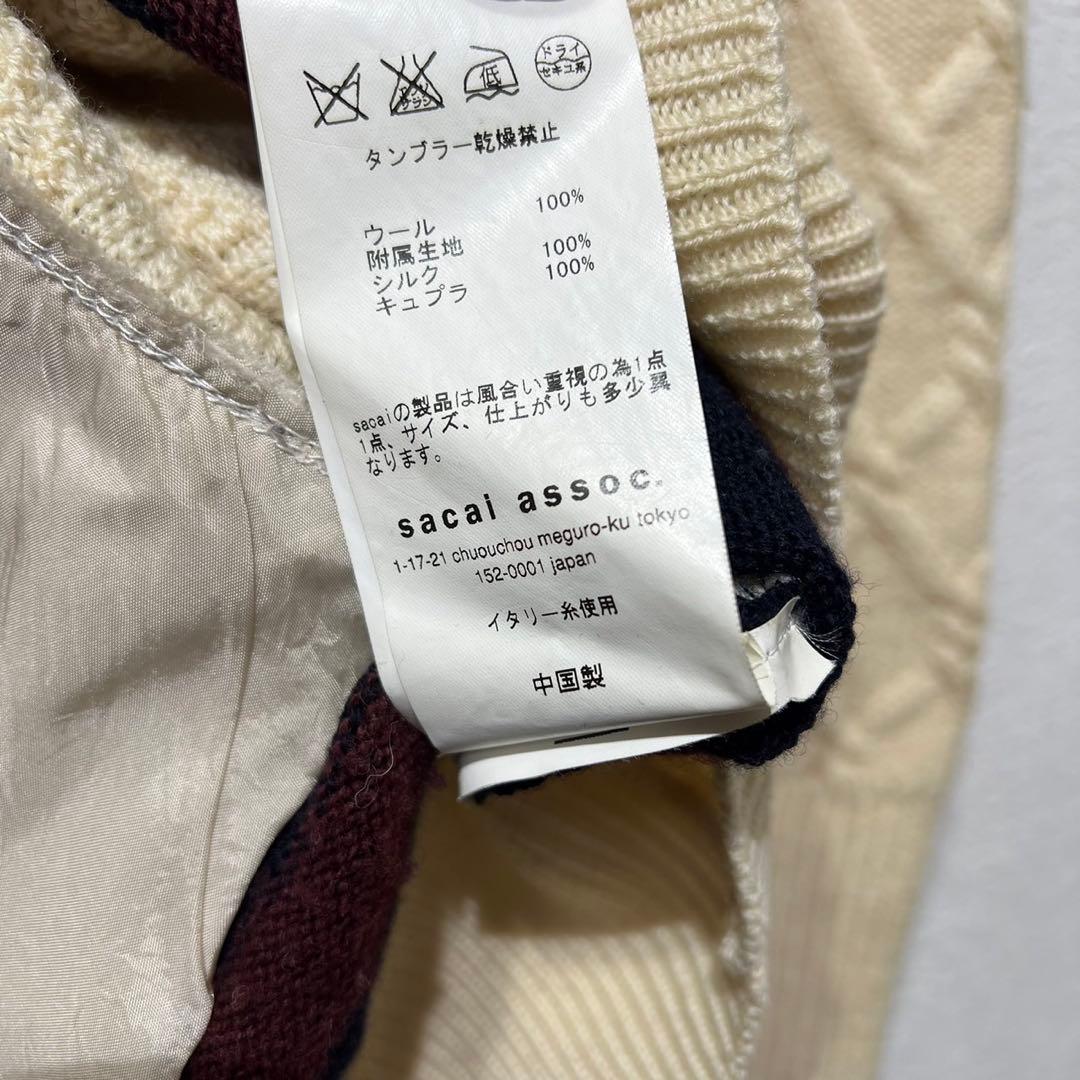 低
ドライ
セキユ系
タンブラー乾燥禁止
ウール 100%
附属生地
シルク 100%
キュプラ 100%
sacaiの製品は風合い重視の為1点
1点、サイズ、仕上がりも多少異
なります。
sacai assoc.
1-17-21 chuouchou meguro-ku tokyo
152-0001 japan
イタリー糸使用
中国製